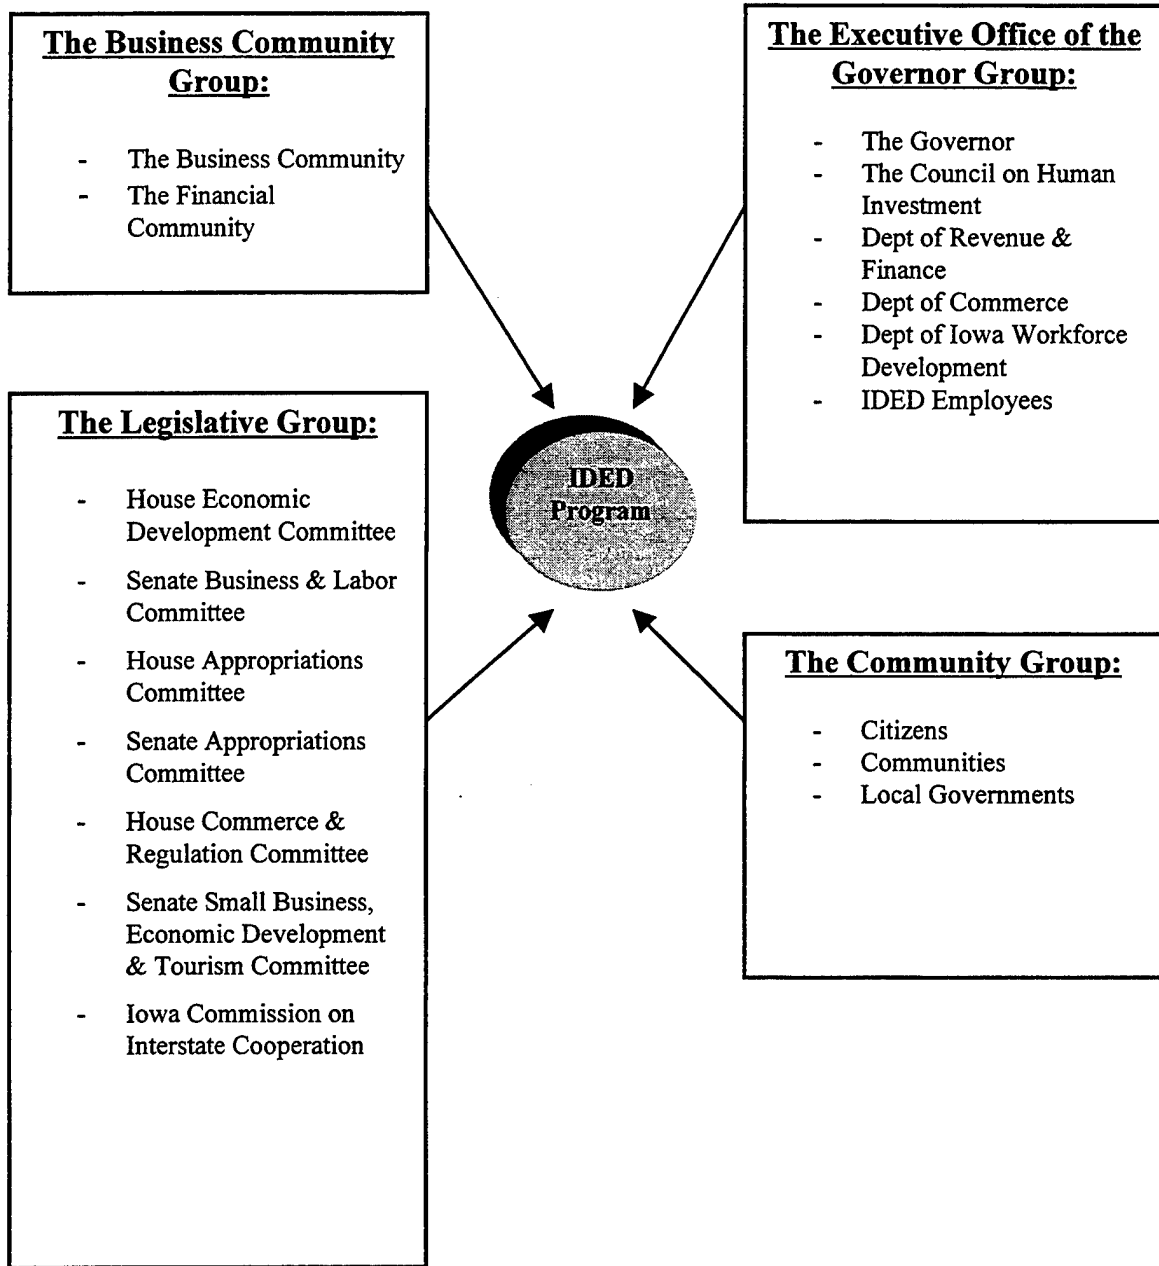 The Business Community
Group:
- The Business Community
- The Financial
Community
The Executive Office of the
Governor Group:
- The Governor
- The Council on Human
Investment
- Dept of Revenue &
Finance
- Dept of Commerce
- Dept of Iowa Workforce
Development
- IDED Employees
The Legislative Group:
- House Economic
Development Committee
- Senate Business & Labor
Committee
- House Appropriations
Committee
- Senate Appropriations
Committee
- House Commerce &
Regulation Committee
- Senate Small Business,
Economic Development
& Tourism Committee
- Iowa Commission on
Interstate Cooperation
IDED
Program
The Community Group:
- Citizens
- Communities
- Local Governments